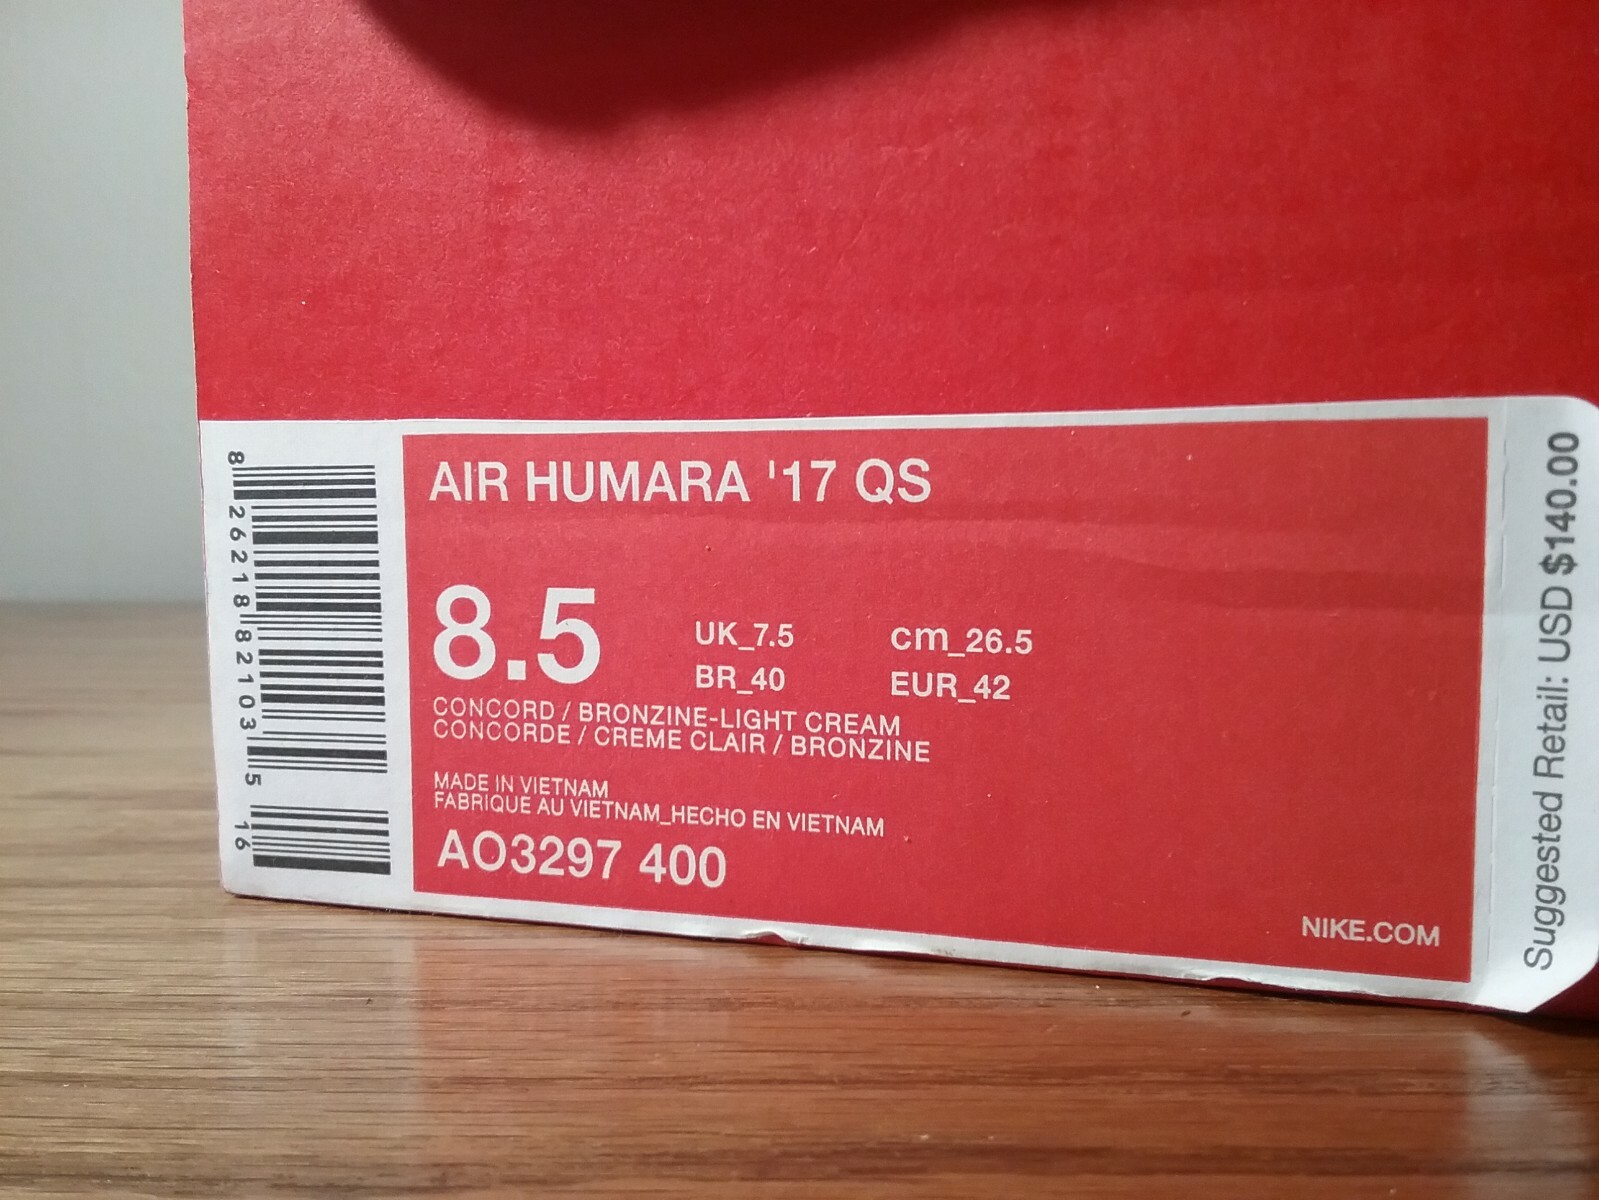 AIR HUMARA '17 QS
8.5
UK_7.5
cm_26.5
BR_40
EUR_42
CONCORD / BRONZINE-LIGHT CREAM
CONCORDE / CREME CLAIR / BRONZINE
MADE IN VIETNAM
FABRIQUE AU VIETNAM_HECHO EN VIETNAM
AO3297 400
NIKE.COM
8 26218 82103 5 16
Suggested Retail: USD $140.00